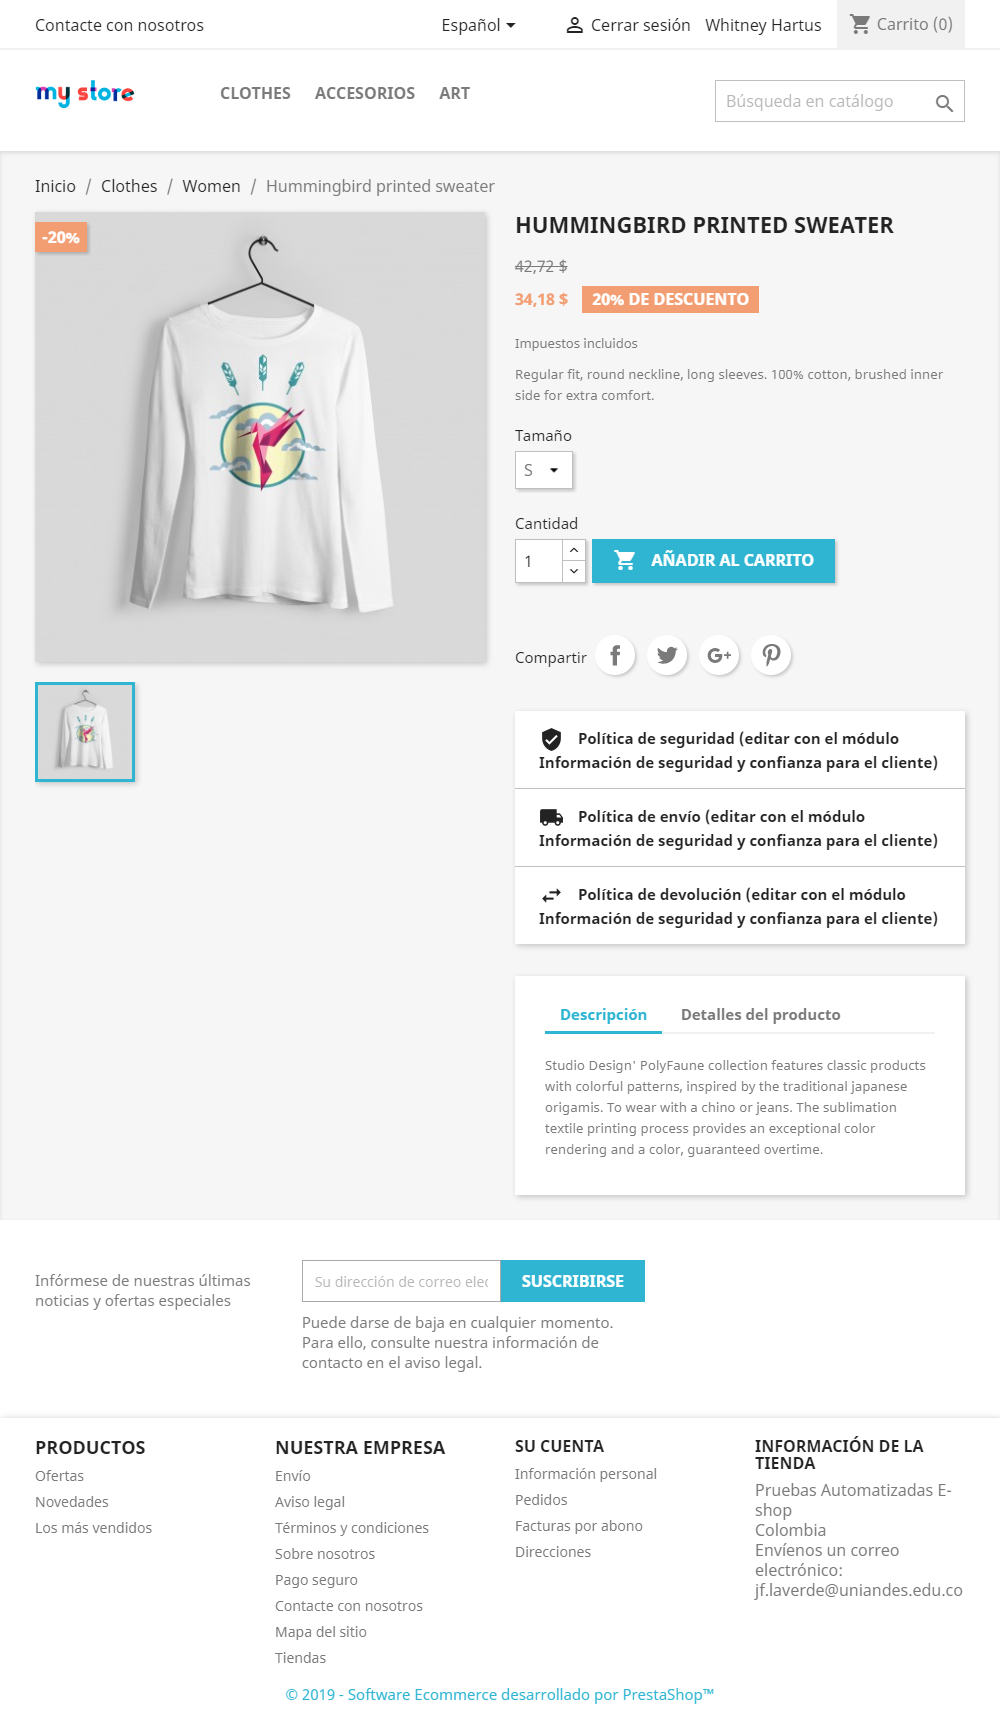 Contacte con nosotros
Español
Cerrar sesión
Whitney Hartus
Carrito (0)
my store
CLOTHES
ACCESORIOS
ART
Búsqueda en catálogo
Inicio / Clothes / Women / Hummingbird printed sweater
-20%
HUMMINGBIRD PRINTED SWEATER
42,72 $
34,18 $
20% DE DESCUENTO
Impuestos incluidos
Regular fit, round neckline, long sleeves. 100% cotton, brushed inner
side for extra comfort.
Tamaño
S
Cantidad
1
AÑADIR AL CARRITO
Compartir
Política de seguridad (editar con el módulo
Información de seguridad y confianza para el cliente)
Política de envío (editar con el módulo
Información de seguridad y confianza para el cliente)
Política de devolución (editar con el módulo
Información de seguridad y confianza para el cliente)
Descripción
Detalles del producto
Studio Design' PolyFaune collection features classic products
with colorful patterns, inspired by the traditional japanese
origamis. To wear with a chino or jeans. The sublimation
textile printing process provides an exceptional color
rendering and a color, guaranteed overtime.
Infórmese de nuestras últimas
noticias y ofertas especiales
Su dirección de correo elec
SUSCRIBIRSE
Puede darse de baja en cualquier momento.
Para ello, consulte nuestra información de
contacto en el aviso legal.
PRODUCTOS
Ofertas
Novedades
Los más vendidos
NUESTRA EMPRESA
Envío
Aviso legal
Términos y condiciones
Sobre nosotros
Pago seguro
Contacte con nosotros
Mapa del sitio
Tiendas
SU CUENTA
Información personal
Pedidos
Facturas por abono
Direcciones
INFORMACIÓN DE LA
TIENDA
Pruebas Automatizadas E-
shop
Colombia
Envíenos un correo
electrónico:
jf.laverde@uniandes.edu.co
© 2019 - Software Ecommerce desarrollado por PrestaShop™